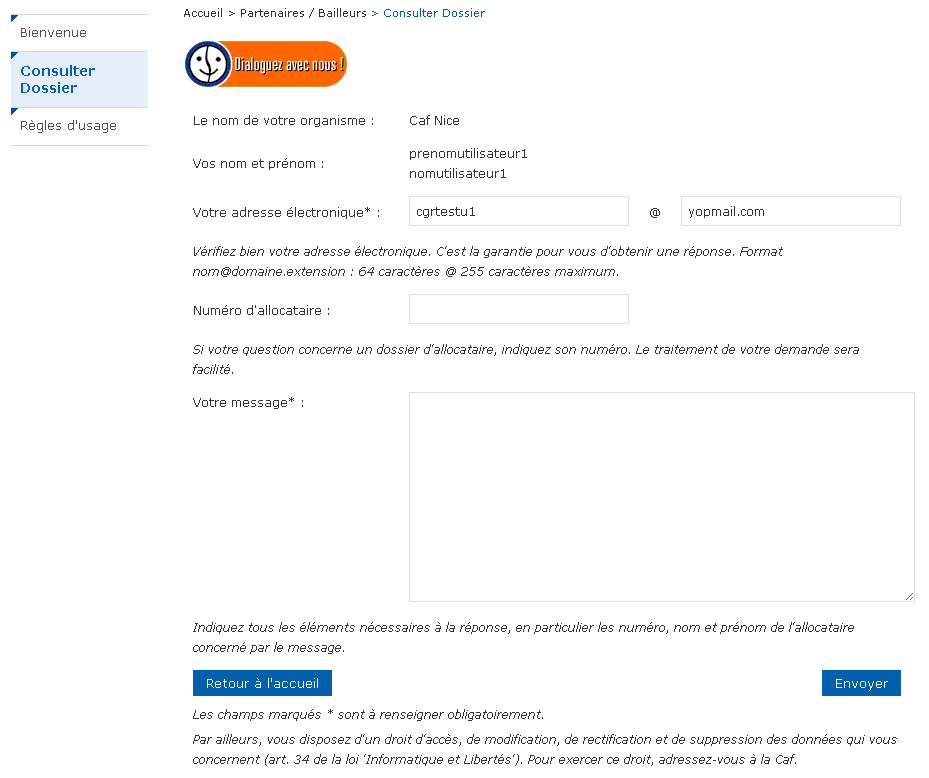 Accueil > Partenaires / Bailleurs > Consulter Dossier
Bienvenue
Consulter
Dossier
Règles d'usage
Dialoguez avec nous !
Le nom de votre organisme : Caf Nice
Vos nom et prénom : prenomutilisateur1
nomutilisateur1
Votre adresse électronique* : cgrtestu1 @ yopmail.com
Vérifiez bien votre adresse électronique. C'est la garantie pour vous d'obtenir une réponse. Format
nom@domaine.extension : 64 caractères @ 255 caractères maximum.
Numéro d'allocataire :
Si votre question concerne un dossier d'allocataire, indiquez son numéro. Le traitement de votre demande sera
facilité.
Votre message* :
Indiquez tous les éléments nécessaires à la réponse, en particulier les numéro, nom et prénom de l'allocataire
concerné par le message.
Retour à l'accueil Envoyer
Les champs marqués * sont à renseigner obligatoirement.
Par ailleurs, vous disposez d'un droit d'accès, de modification, de rectification et de suppression des données qui vous
concernent (art. 34 de la loi 'Informatique et Libertés'). Pour exercer ce droit, adressez-vous à la Caf.